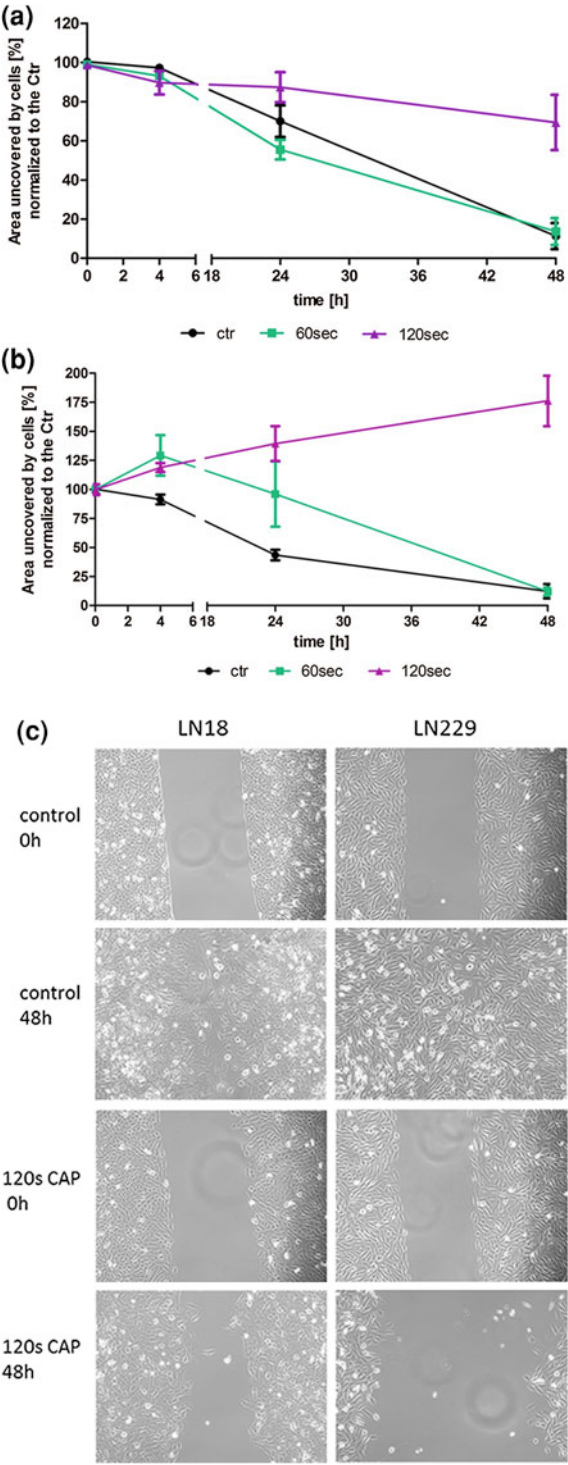 (a)
Area uncovered by cells [%]
normalized to the Ctr
120
100
80
60
40
20
0
0 2 4 6 18 24 30 36 42 48
time [h]
ctr 60sec 120sec
(b)
Area uncovered by cells [%]
normalized to the Ctr
200
175
150
125
100
75
50
25
0
0 2 4 6 18 24 30 36 42 48
time [h]
ctr 60sec 120sec
(c)
LN18 LN229
control
0h
control
48h
120s CAP
0h
120s CAP
48h